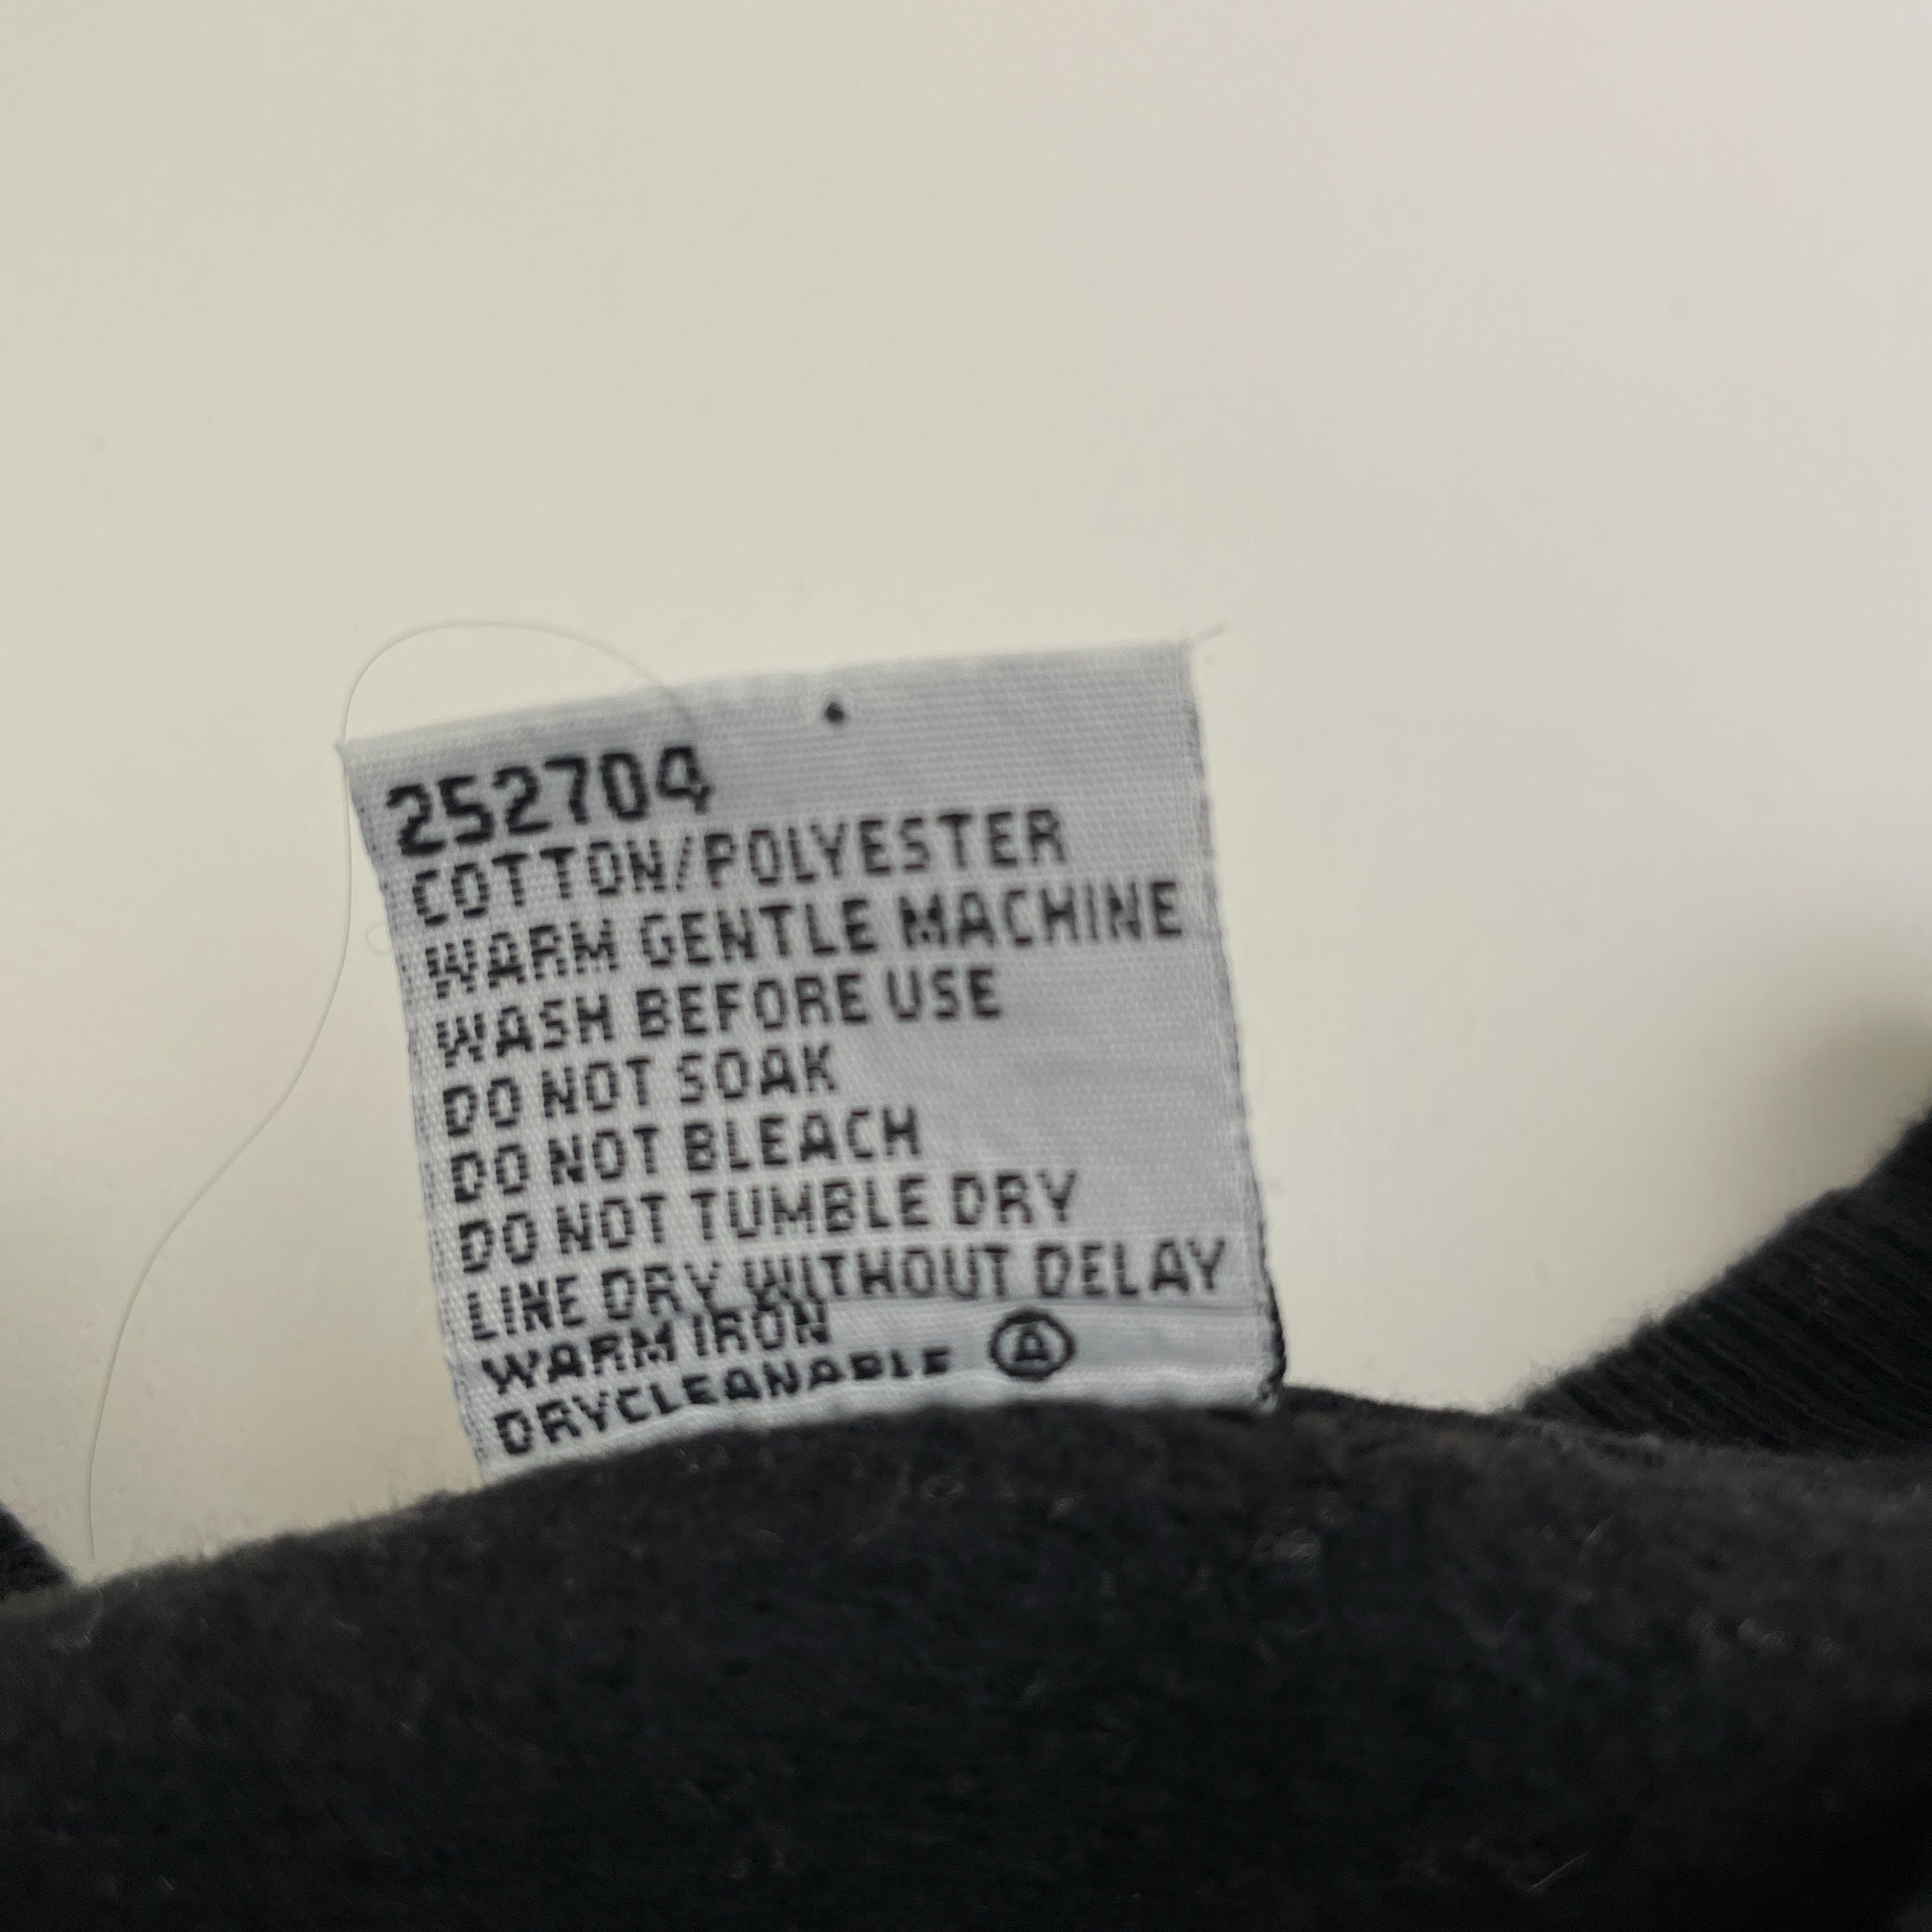 252704
COTTON/POLYESTER
WARM GENTLE MACHINE
WASH BEFORE USE
DO NOT SOAK
DO NOT BLEACH
DO NOT TUMBLE DRY
LINE DRY WITHOUT DELAY
WARM IRON
DRYCLEANABLE Ⓐ